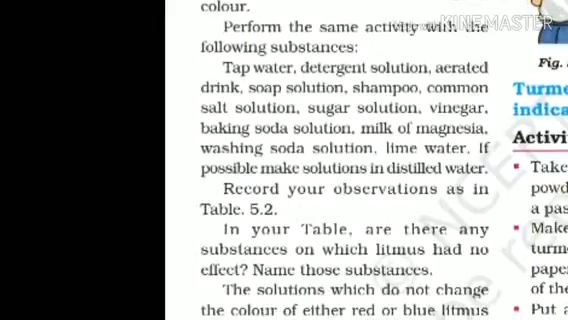 colour.
Perform the same activity with the
following substances:
Tap water, detergent solution, aerated
drink, soap solution, shampoo, common
salt solution, sugar solution, vinegar,
baking soda solution, milk of magnesia,
washing soda solution, lime water. If
possible make solutions in distilled water.
Record your observations as in
Table. 5.2.
In your Table, are there any
substances on which litmus had no
effect? Name those substances.
The solutions which do not change
the colour of either red or blue litmus
KINEMASTER
Fig.
Turme
indica
Activi
• Take
powd
a pas
• Make
turme
pape
of the
• Put a
© NCER